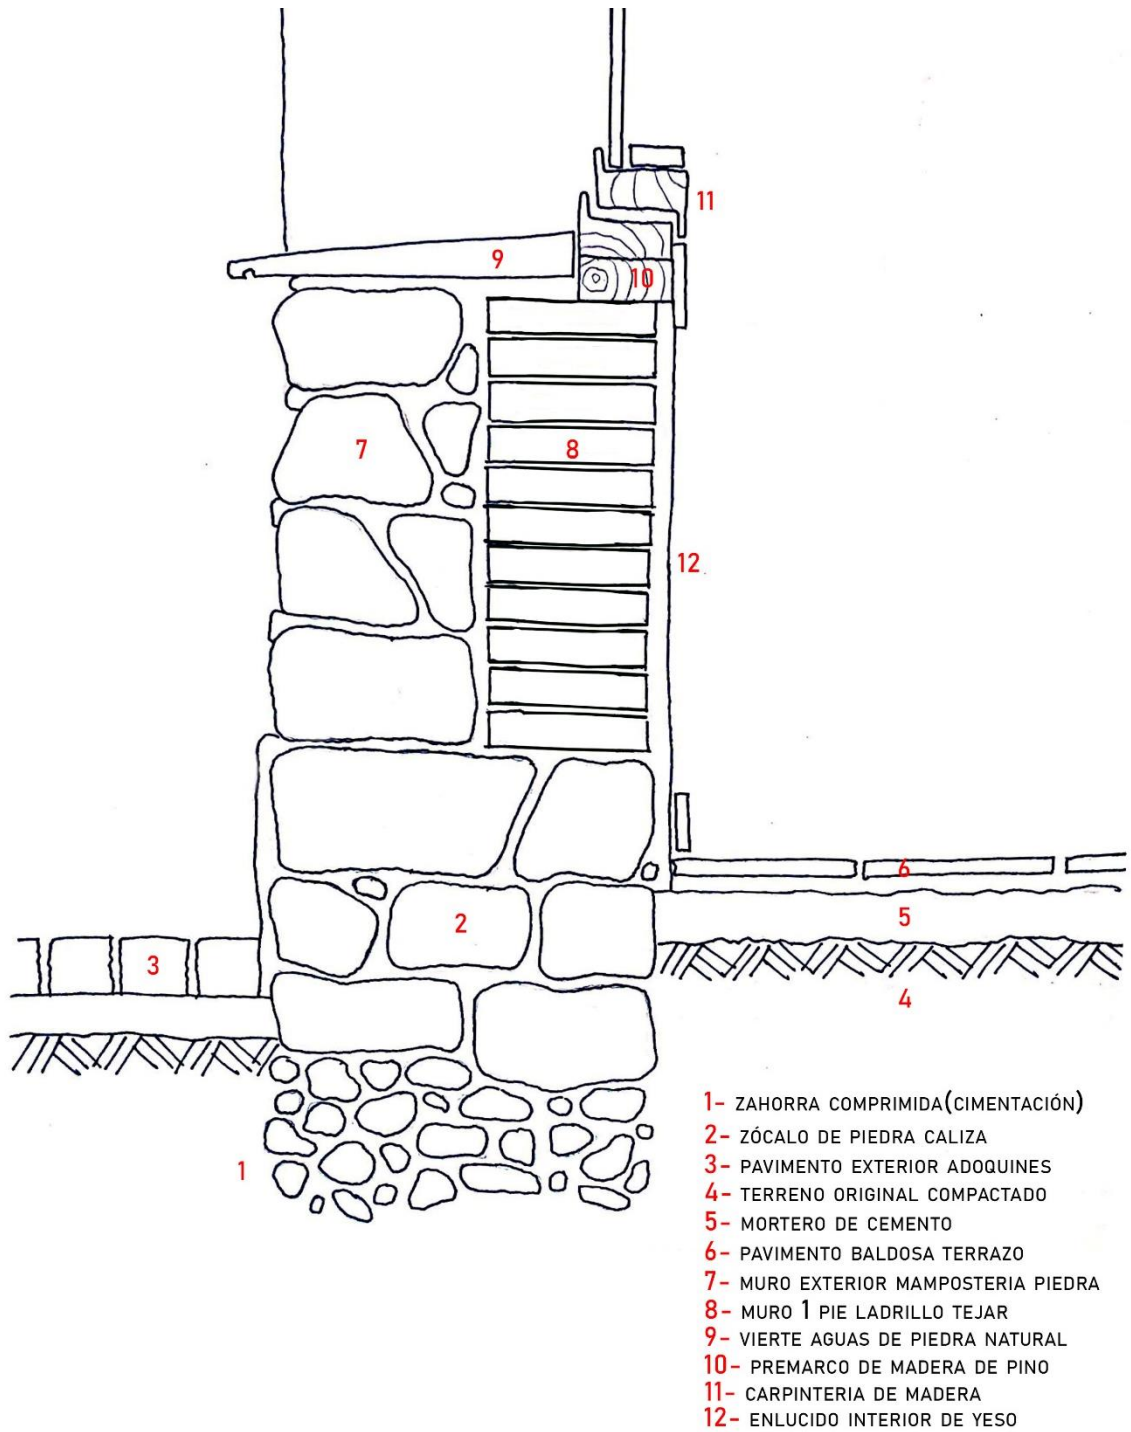 11
9
10
7
8
12
6
2
5
3
4
1
1- ZAHORRA COMPRIMIDA(CIMENTACIÓN)
2- ZÓCALO DE PIEDRA CALIZA
3- PAVIMENTO EXTERIOR ADOQUINES
4- TERRENO ORIGINAL COMPACTADO
5- MORTERO DE CEMENTO
6- PAVIMENTO BALDOSA TERRAZO
7- MURO EXTERIOR MAMPOSTERIA PIEDRA
8- MURO 1 PIE LADRILLO TEJAR
9- VIERTE AGUAS DE PIEDRA NATURAL
10- PREMARCO DE MADERA DE PINO
11- CARPINTERIA DE MADERA
12- ENLUCIDO INTERIOR DE YESO